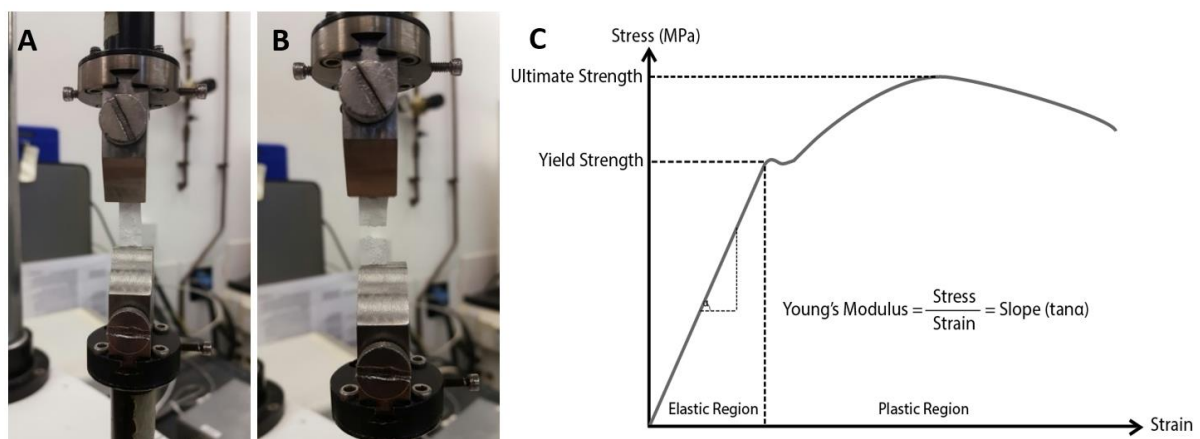 A
B
C
Stress (MPa)
Ultimate Strength
Yield Strength
α
Young's Modulus = Stress / Strain = Slope (tanα)
Elastic Region
Plastic Region
Strain